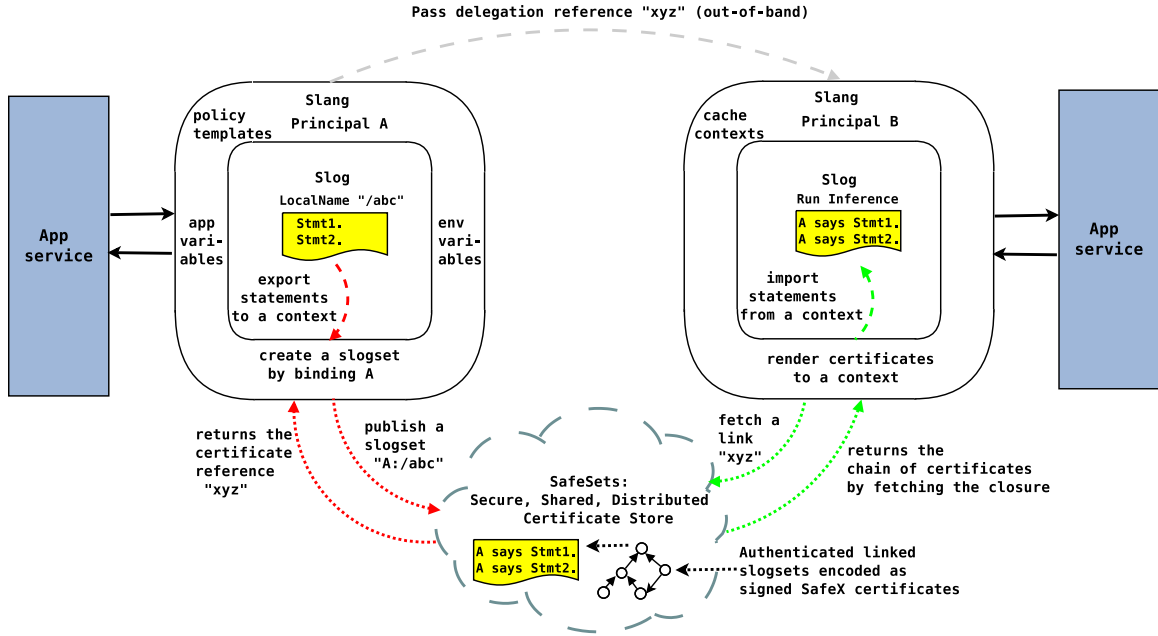 Pass delegation reference "xyz" (out-of-band)
App
service
Slang
policy
templates
Principal A
Slog
LocalName "/abc"
Stmt1.
Stmt2.
app
vari-
ables
env
vari-
ables
export
statements
to a context
create a slogset
by binding A
Slang
cache
contexts
Principal B
Slog
Run Inference
A says Stmt1.
A says Stmt2.
import
statements
from a context
render certificates
to a context
App
service
returns the
certificate
reference
"xyz"
publish a
slogset
"A:/abc"
fetch a
link
"xyz"
returns the
chain of certificates
by fetching the closure
SafeSets:
Secure, Shared, Distributed
Certificate Store
A says Stmt1.
A says Stmt2.
Authenticated linked
slogsets encoded as
signed SafeX certificates